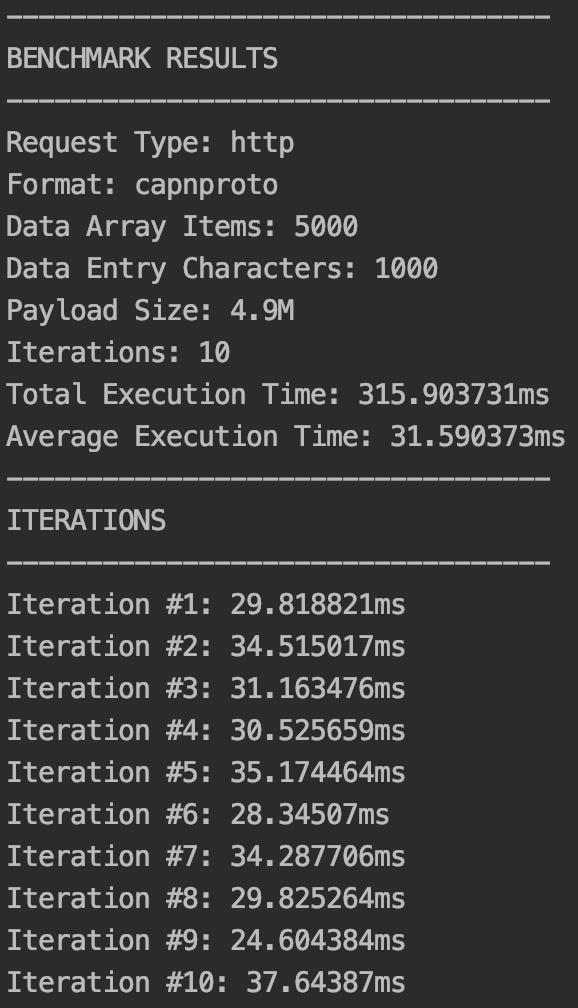 ----------------------------------
BENCHMARK RESULTS
----------------------------------
Request Type: http
Format: capnproto
Data Array Items: 5000
Data Entry Characters: 1000
Payload Size: 4.9M
Iterations: 10
Total Execution Time: 315.903731ms
Average Execution Time: 31.590373ms
----------------------------------
ITERATIONS
----------------------------------
Iteration #1: 29.818821ms
Iteration #2: 34.515017ms
Iteration #3: 31.163476ms
Iteration #4: 30.525659ms
Iteration #5: 35.174464ms
Iteration #6: 28.34507ms
Iteration #7: 34.287706ms
Iteration #8: 29.825264ms
Iteration #9: 24.604384ms
Iteration #10: 37.64387ms